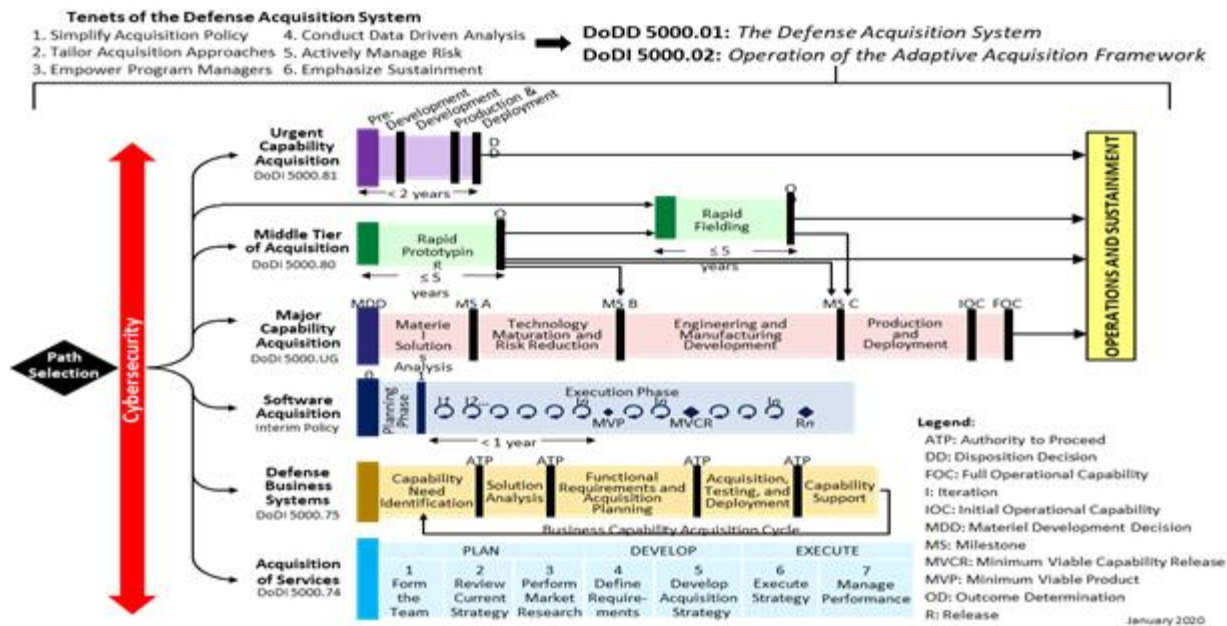 Tenets of the Defense Acquisition System
1. Simplify Acquisition Policy 4. Conduct Data Driven Analysis
2. Tailor Acquisition Approaches 5. Actively Manage Risk
3. Empower Program Managers 6. Emphasize Sustainment
DoDD 5000.01: The Defense Acquisition System
DoDI 5000.02: Operation of the Adaptive Acquisition Framework
Path
Selection
Cybersecurity
OPERATIONS AND SUSTAINMENT
Urgent
Capability
Acquisition
DoDI 5000.81
Pre-
Development
Development
Production &
Deployment
D
D
< 2 years
Middle Tier
of Acquisition
DoDI 5000.80
Rapid
Prototypin
R
≤ 5
years
O
Rapid
Fielding
≤ 5
years
O
Major
Capability
Acquisition
DoDI 5000.UG
MDD
MS A
MS B
MS C
IOC
FOC
Materie
l
Solution
s
Analysis
Technology
Maturation and
Risk Reduction
Engineering and
Manufacturing
Development
Production
and
Deployment
Software
Acquisition
Interim Policy
0
Planning
Phase
1
Execution Phase
I1
I2...
In
In
In
MVP
MVCR
Rn
< 1 year
Defense
Business
Systems
DoDI 5000.75
ATP
ATP
ATP
ATP
Capability
Need
Identification
Solution
Analysis
Functional
Requirements and
Acquisition
Planning
Acquisition,
Testing, and
Deployment
Capability
Support
Business Capability Acquisition Cycle
Acquisition
of Services
DoDI 5000.74
PLAN
DEVELOP
EXECUTE
1
Form
the
Team
2
Review
Current
Strategy
3
Perform
Market
Research
4
Define
Require-
ments
5
Develop
Acquisition
Strategy
6
Execute
Strategy
7
Manage
Performance
Legend:
ATP: Authority to Proceed
DD: Disposition Decision
FOC: Full Operational Capability
I: Iteration
IOC: Initial Operational Capability
MDD: Materiel Development Decision
MS: Milestone
MVCR: Minimum Viable Capability Release
MVP: Minimum Viable Product
OD: Outcome Determination
R: Release
January 2020